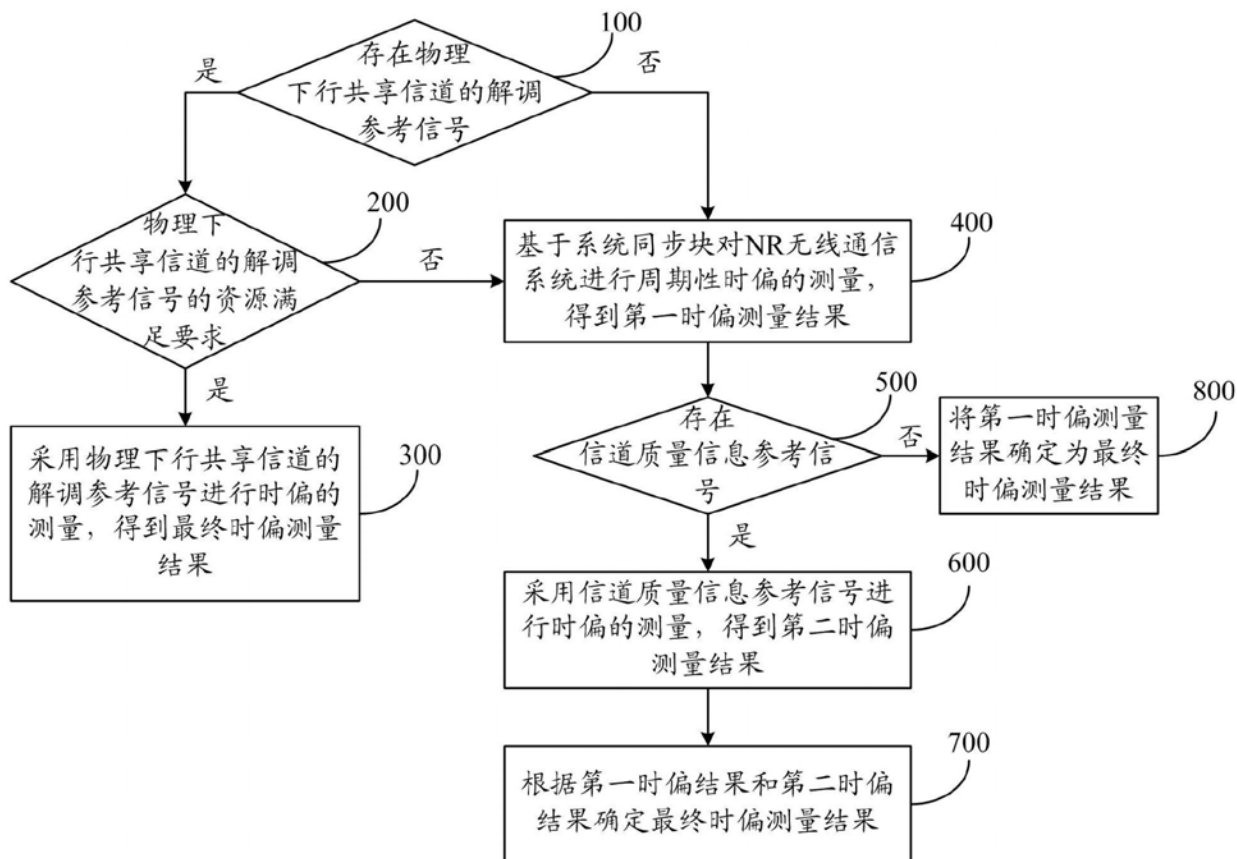 100
存在物理
下行共享信道的解调
参考信号
是
否
200
物理下
行共享信道的解调
参考信号的资源满
足要求
否
是
300
采用物理下行共享信道的
解调参考信号进行时偏的
测量，得到最终时偏测量
结果
400
基于系统同步块对NR无线通信
系统进行周期性时偏的测量，
得到第一时偏测量结果
500
存在
信道质量信息参考信
号
否
是
800
将第一时偏测量
结果确定为最终
时偏测量结果
600
采用信道质量信息参考信号进
行时偏的测量，得到第二时偏
测量结果
700
根据第一时偏结果和第二时偏
结果确定最终时偏测量结果